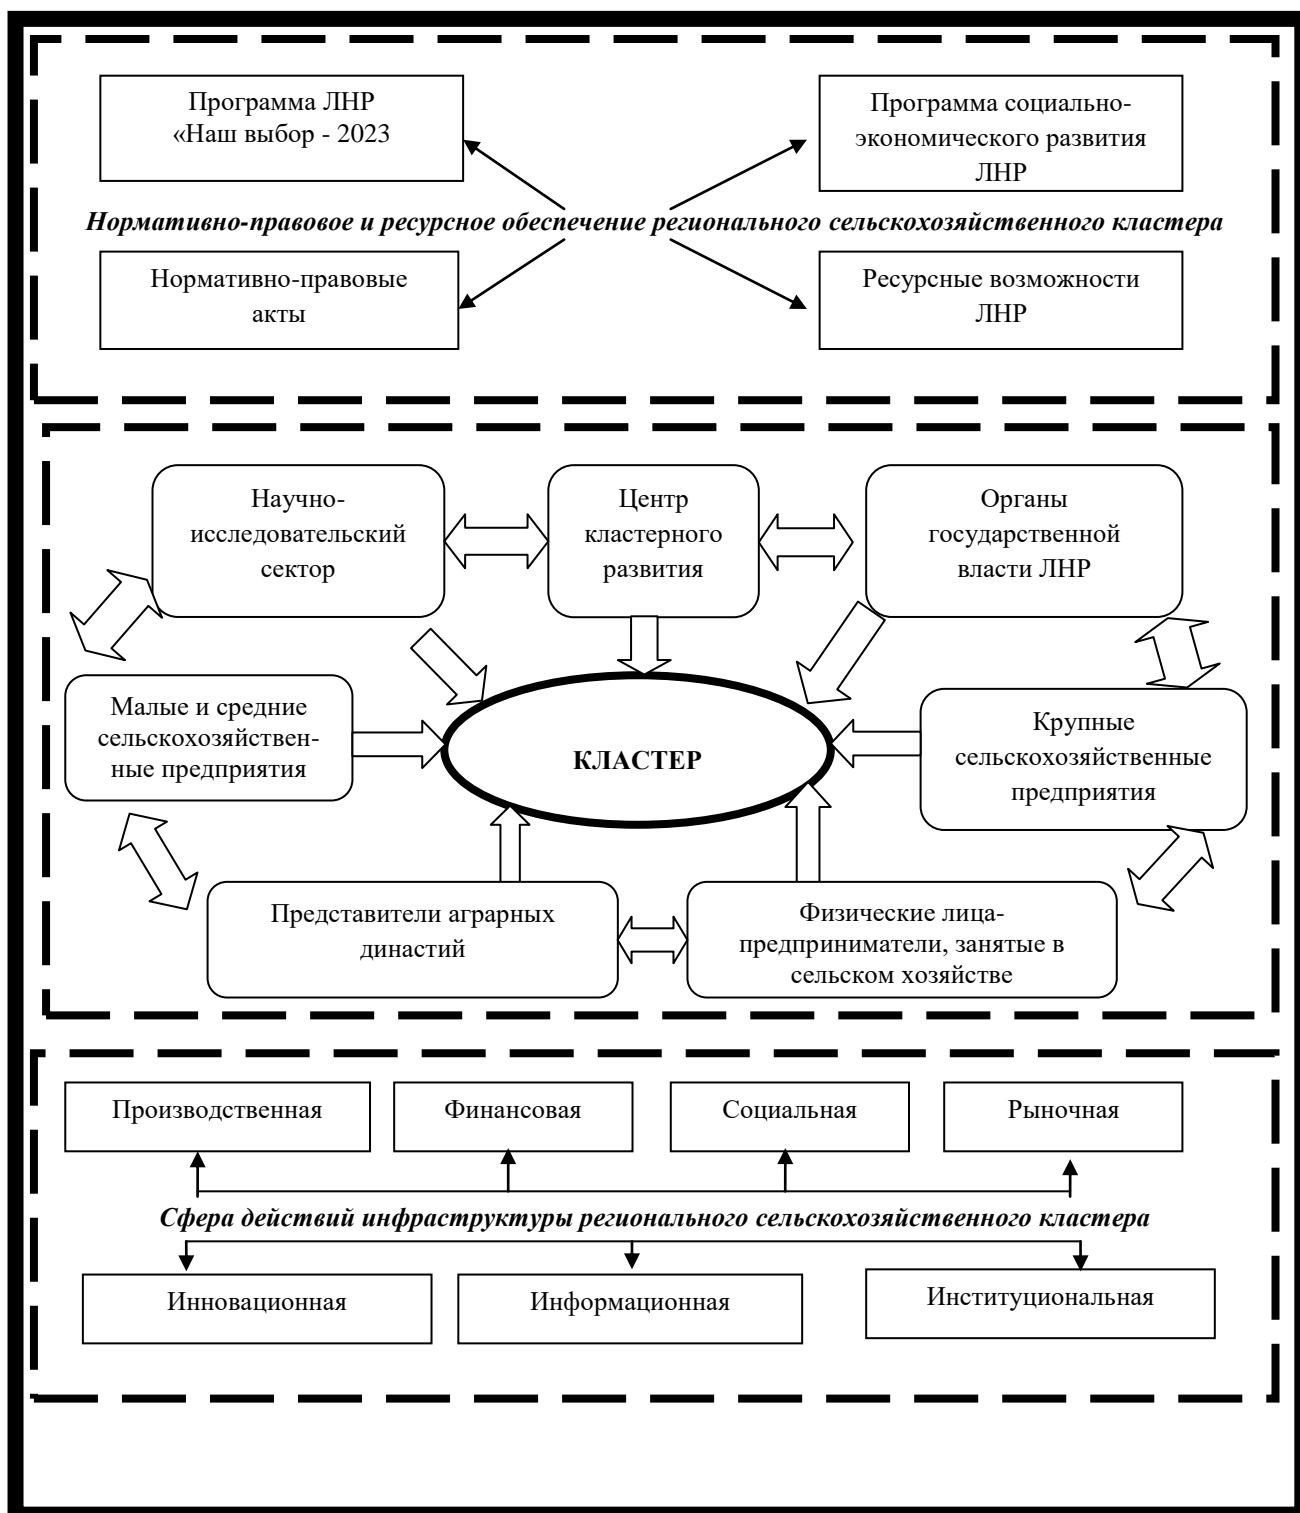 Программа ЛНР
«Наш выбор - 2023
Программа социально-
экономического развития
ЛНР
Нормативно-правовое и ресурсное обеспечение регионального сельскохозяйственного кластера
Нормативно-правовые
акты
Ресурсные возможности
ЛНР
Научно-
исследовательский
сектор
Центр
кластерного
развития
Органы
государственной
власти ЛНР
Малые и средние
сельскохозяйствен-
ные предприятия
КЛАСТЕР
Крупные
сельскохозяйственные
предприятия
Представители аграрных
династий
Физические лица-
предприниматели, занятые в
сельском хозяйстве
Производственная
Финансовая
Социальная
Рыночная
Сфера действий инфраструктуры регионального сельскохозяйственного кластера
Инновационная
Информационная
Институциональная